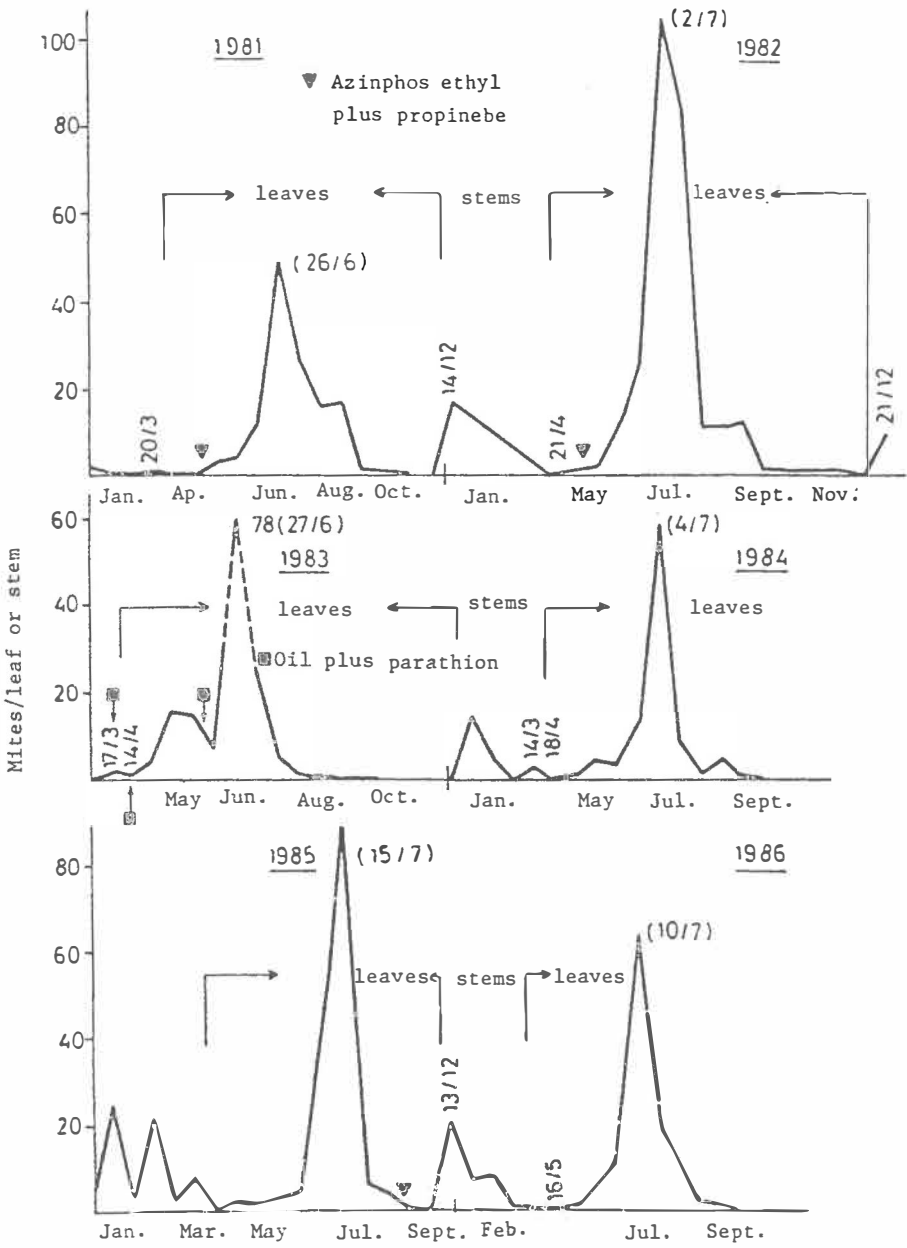 100
80
60
40
20
1981
Azinphos ethyl
plus propinebe
(2/7)
1982
leaves
stems
leaves
(26/6)
20/3
14/12
21/4
21/12
Jan. Ap. Jun. Aug. Oct. Jan. May Jul. Sept. Nov.
Mites/leaf or stem
60
40
20
78(27/6)
1983
(4/7)
1984
leaves
stems
leaves
Oil plus parathion
17/3
14/4
14/3
18/4
May Jun. Aug. Oct. Jan. May Jul. Sept.
80
60
40
20
1985
(15/7)
1986
(10/7)
leaves
stems
leaves
13/12
16/5
Jan. Mar. May Jul. Sept. Feb. Jul. Sept.